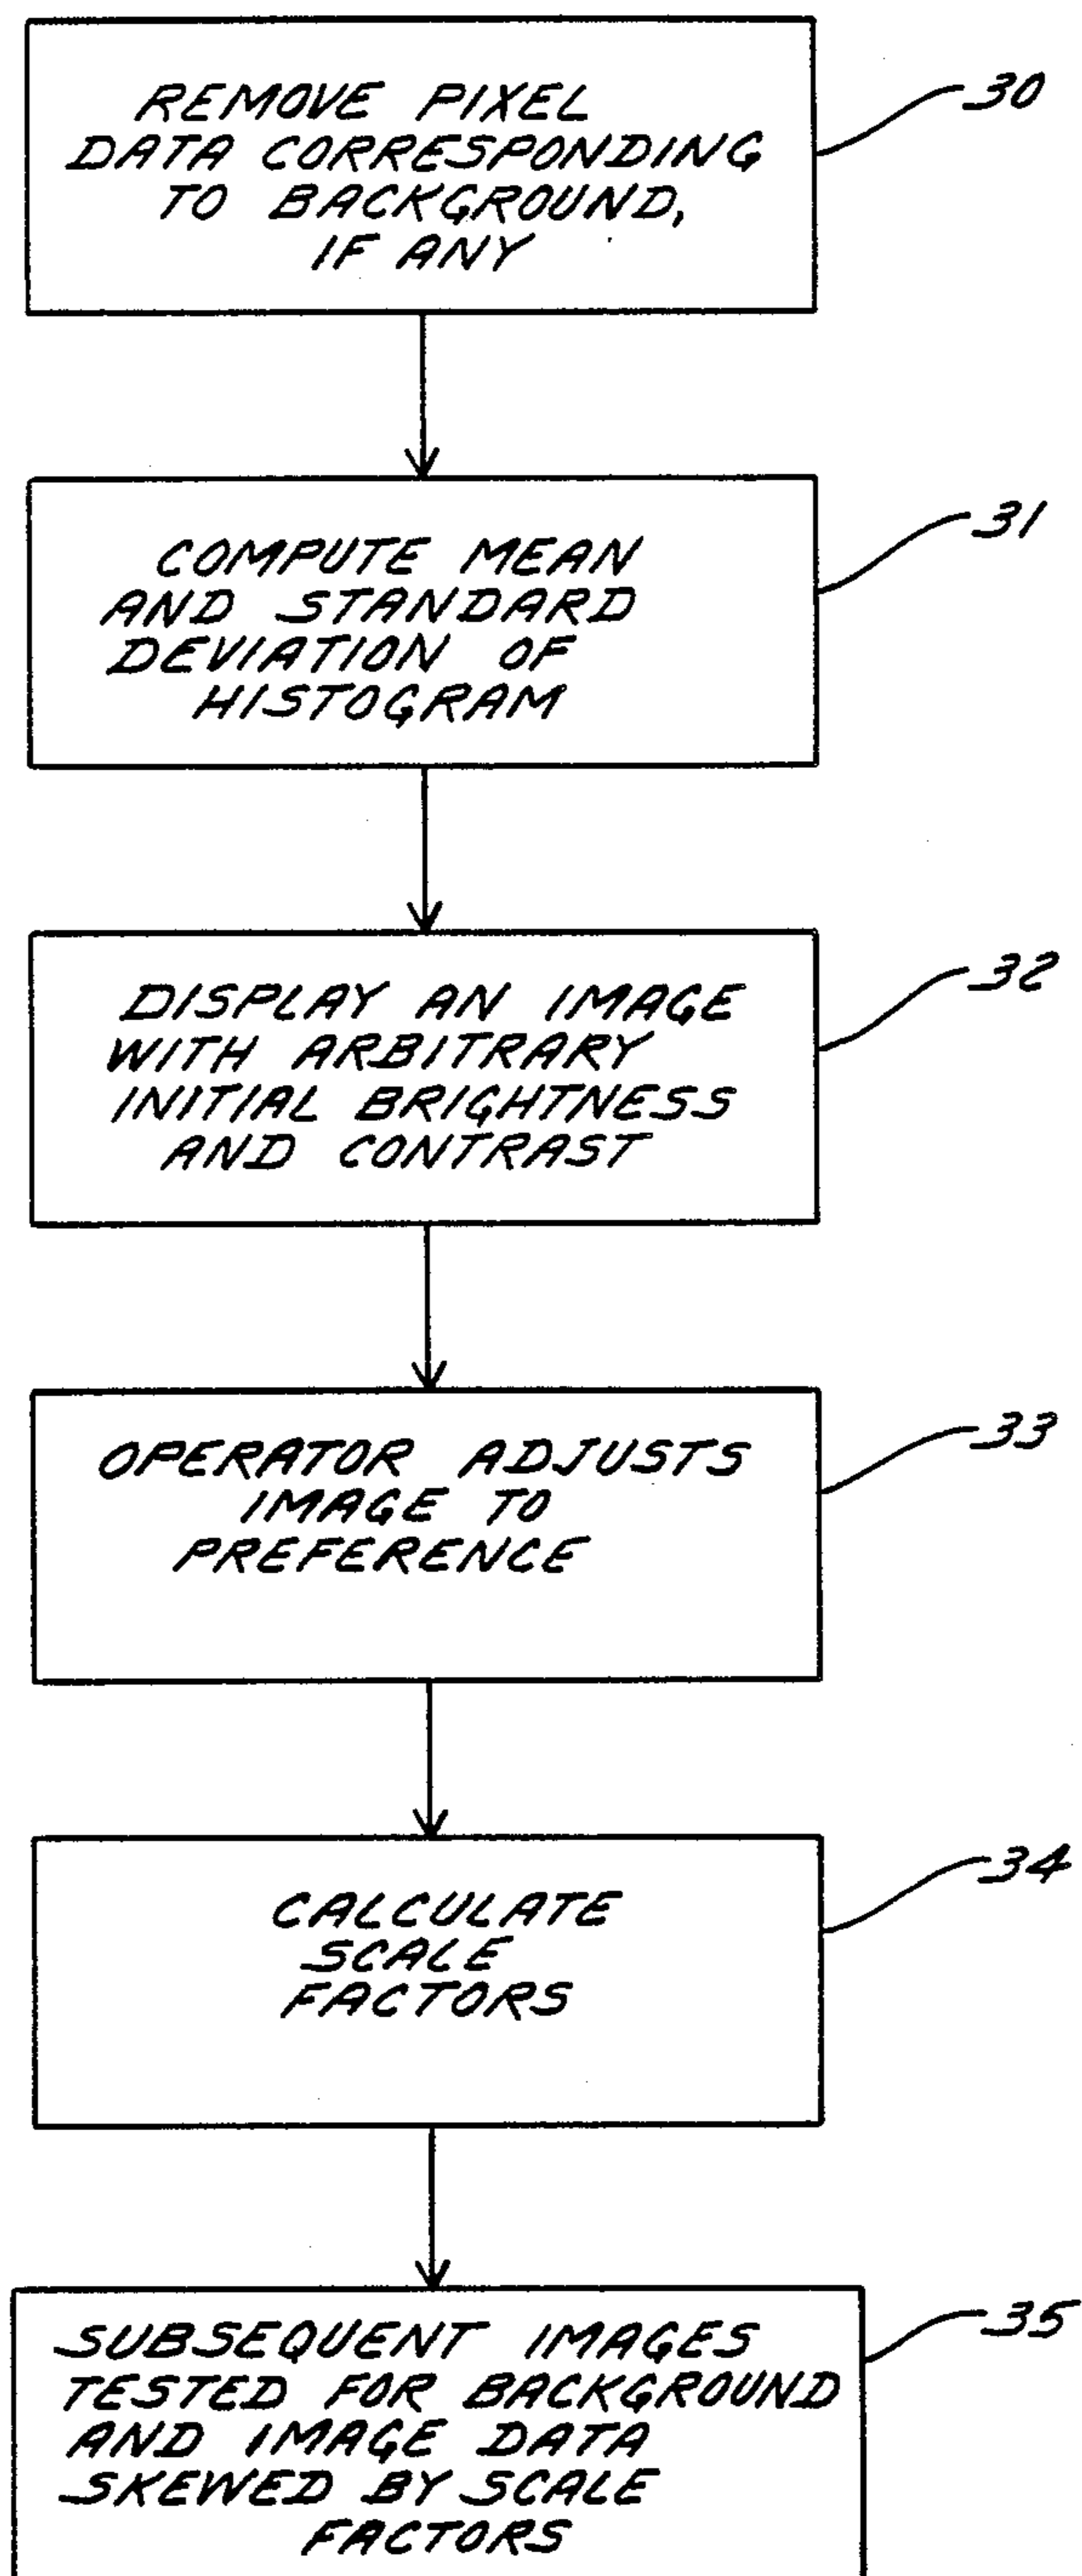 REMOVE PIXEL
DATA CORRESPONDING
TO BACKGROUND,
IF ANY
30
COMPUTE MEAN
AND STANDARD
DEVIATION OF
HISTOGRAM
31
DISPLAY AN IMAGE
WITH ARBITRARY
INITIAL BRIGHTNESS
AND CONTRAST
32
OPERATOR ADJUSTS
IMAGE TO
PREFERENCE
33
CALCULATE
SCALE
FACTORS
34
SUBSEQUENT IMAGES
TESTED FOR BACKGROUND
AND IMAGE DATA
SKEWED BY SCALE
FACTORS
35